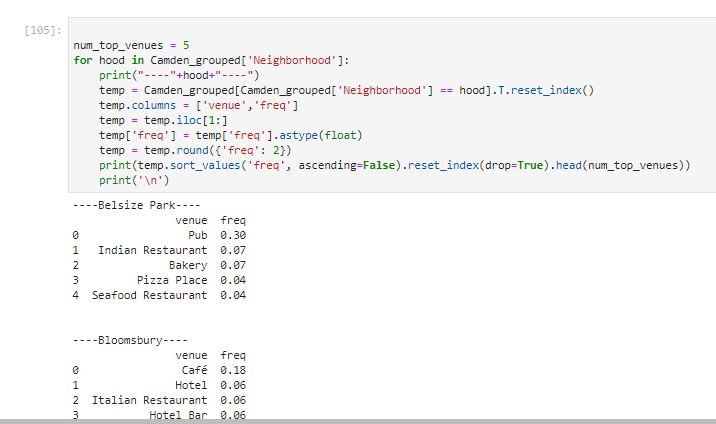 [105]:
num_top_venues = 5
for hood in Camden_grouped['Neighborhood']:
    print("----"+hood+"----")
    temp = Camden_grouped[Camden_grouped['Neighborhood'] == hood].T.reset_index()
    temp.columns = ['venue','freq']
    temp = temp.iloc[1:]
    temp['freq'] = temp['freq'].astype(float)
    temp = temp.round({'freq': 2})
    print(temp.sort_values('freq', ascending=False).reset_index(drop=True).head(num_top_venues))
    print('\n')
----Belsize Park----
                venue  freq
0                 Pub  0.30
1   Indian Restaurant  0.07
2              Bakery  0.07
3         Pizza Place  0.04
4  Seafood Restaurant  0.04
----Bloomsbury----
                venue  freq
0                Café  0.18
1               Hotel  0.06
2  Italian Restaurant  0.06
3           Hotel Bar  0.06